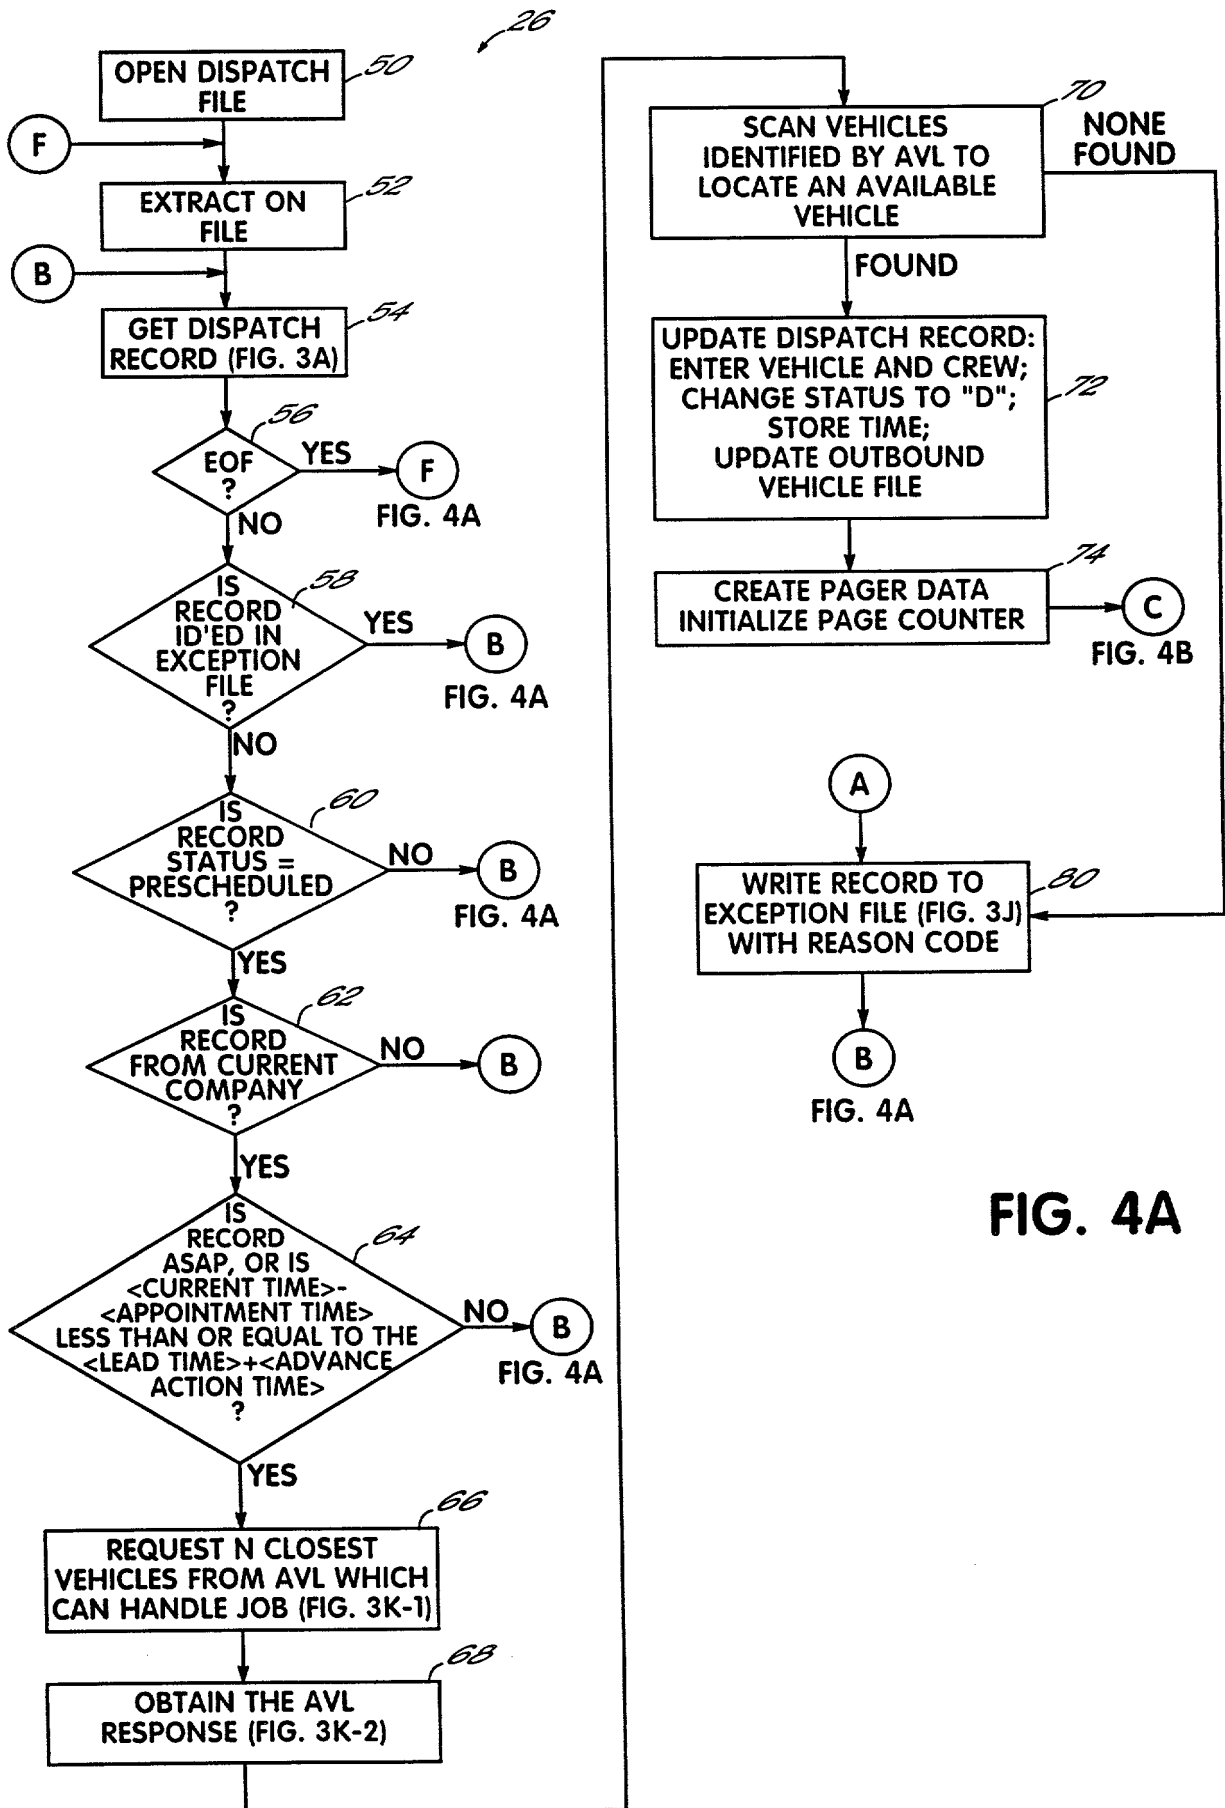 26
OPEN DISPATCH
FILE
50
F
EXTRACT ON
FILE
52
B
GET DISPATCH
RECORD (FIG. 3A)
54
EOF
?
56
YES
F
FIG. 4A
NO
IS
RECORD
ID'ED IN
EXCEPTION
FILE
?
58
YES
B
FIG. 4A
NO
IS
RECORD
STATUS =
PRESCHEDULED
?
60
NO
B
FIG. 4A
YES
IS
RECORD
FROM CURRENT
COMPANY
?
62
NO
B
YES
IS
RECORD
ASAP, OR IS
<CURRENT TIME>-
<APPOINTMENT TIME>
LESS THAN OR EQUAL TO THE
<LEAD TIME>+<ADVANCE
ACTION TIME>
?
64
NO
B
FIG. 4A
YES
REQUEST N CLOSEST
VEHICLES FROM AVL WHICH
CAN HANDLE JOB (FIG. 3K-1)
66
OBTAIN THE AVL
RESPONSE (FIG. 3K-2)
68
SCAN VEHICLES
IDENTIFIED BY AVL TO
LOCATE AN AVAILABLE
VEHICLE
70
NONE
FOUND
FOUND
UPDATE DISPATCH RECORD:
ENTER VEHICLE AND CREW;
CHANGE STATUS TO "D";
STORE TIME;
UPDATE OUTBOUND
VEHICLE FILE
72
CREATE PAGER DATA
INITIALIZE PAGE COUNTER
74
C
FIG. 4B
A
WRITE RECORD TO
EXCEPTION FILE (FIG. 3J)
WITH REASON CODE
80
B
FIG. 4A
FIG. 4A